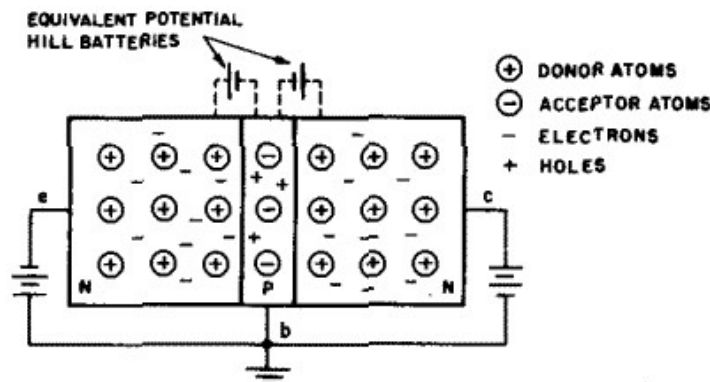 EQUIVALENT POTENTIAL
HILL BATTERIES
DONOR ATOMS
ACCEPTOR ATOMS
ELECTRONS
HOLES
e
c
N
P
N
b